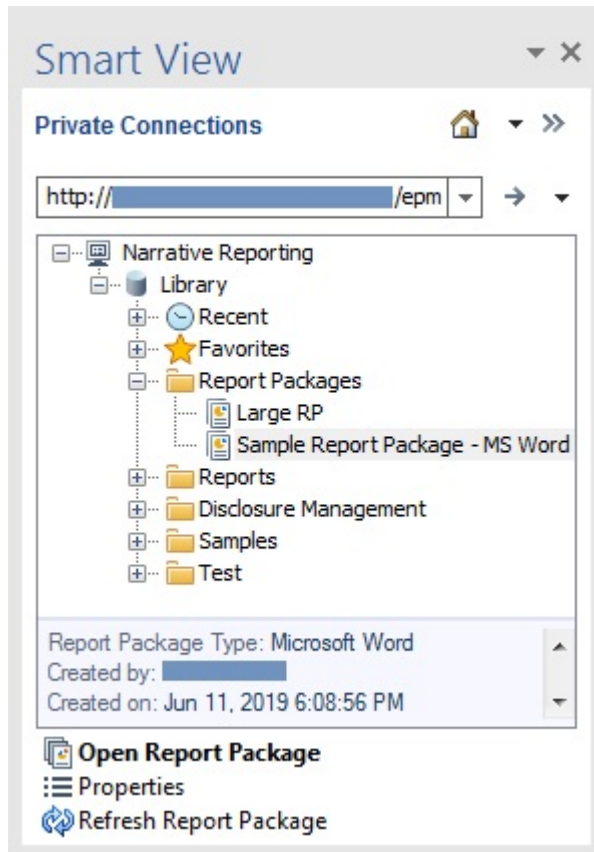 Smart View
Private Connections
http:// /epm
Narrative Reporting
Library
Recent
Favorites
Report Packages
Large RP
Sample Report Package - MS Word
Reports
Disclosure Management
Samples
Test
Report Package Type: Microsoft Word
Created by:
Created on: Jun 11, 2019 6:08:56 PM
Open Report Package
Properties
Refresh Report Package